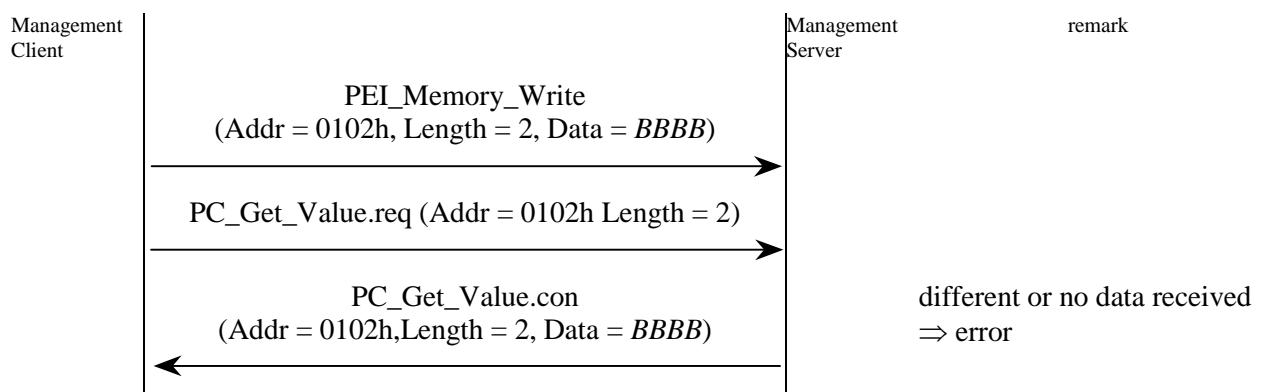 Management Client
Management Server
remark
PEI_Memory_Write
(Addr = 0102h, Length = 2, Data = BBBB)
PC_Get_Value.req (Addr = 0102h Length = 2)
PC_Get_Value.con
(Addr = 0102h,Length = 2, Data = BBBB)
different or no data received
⇒ error